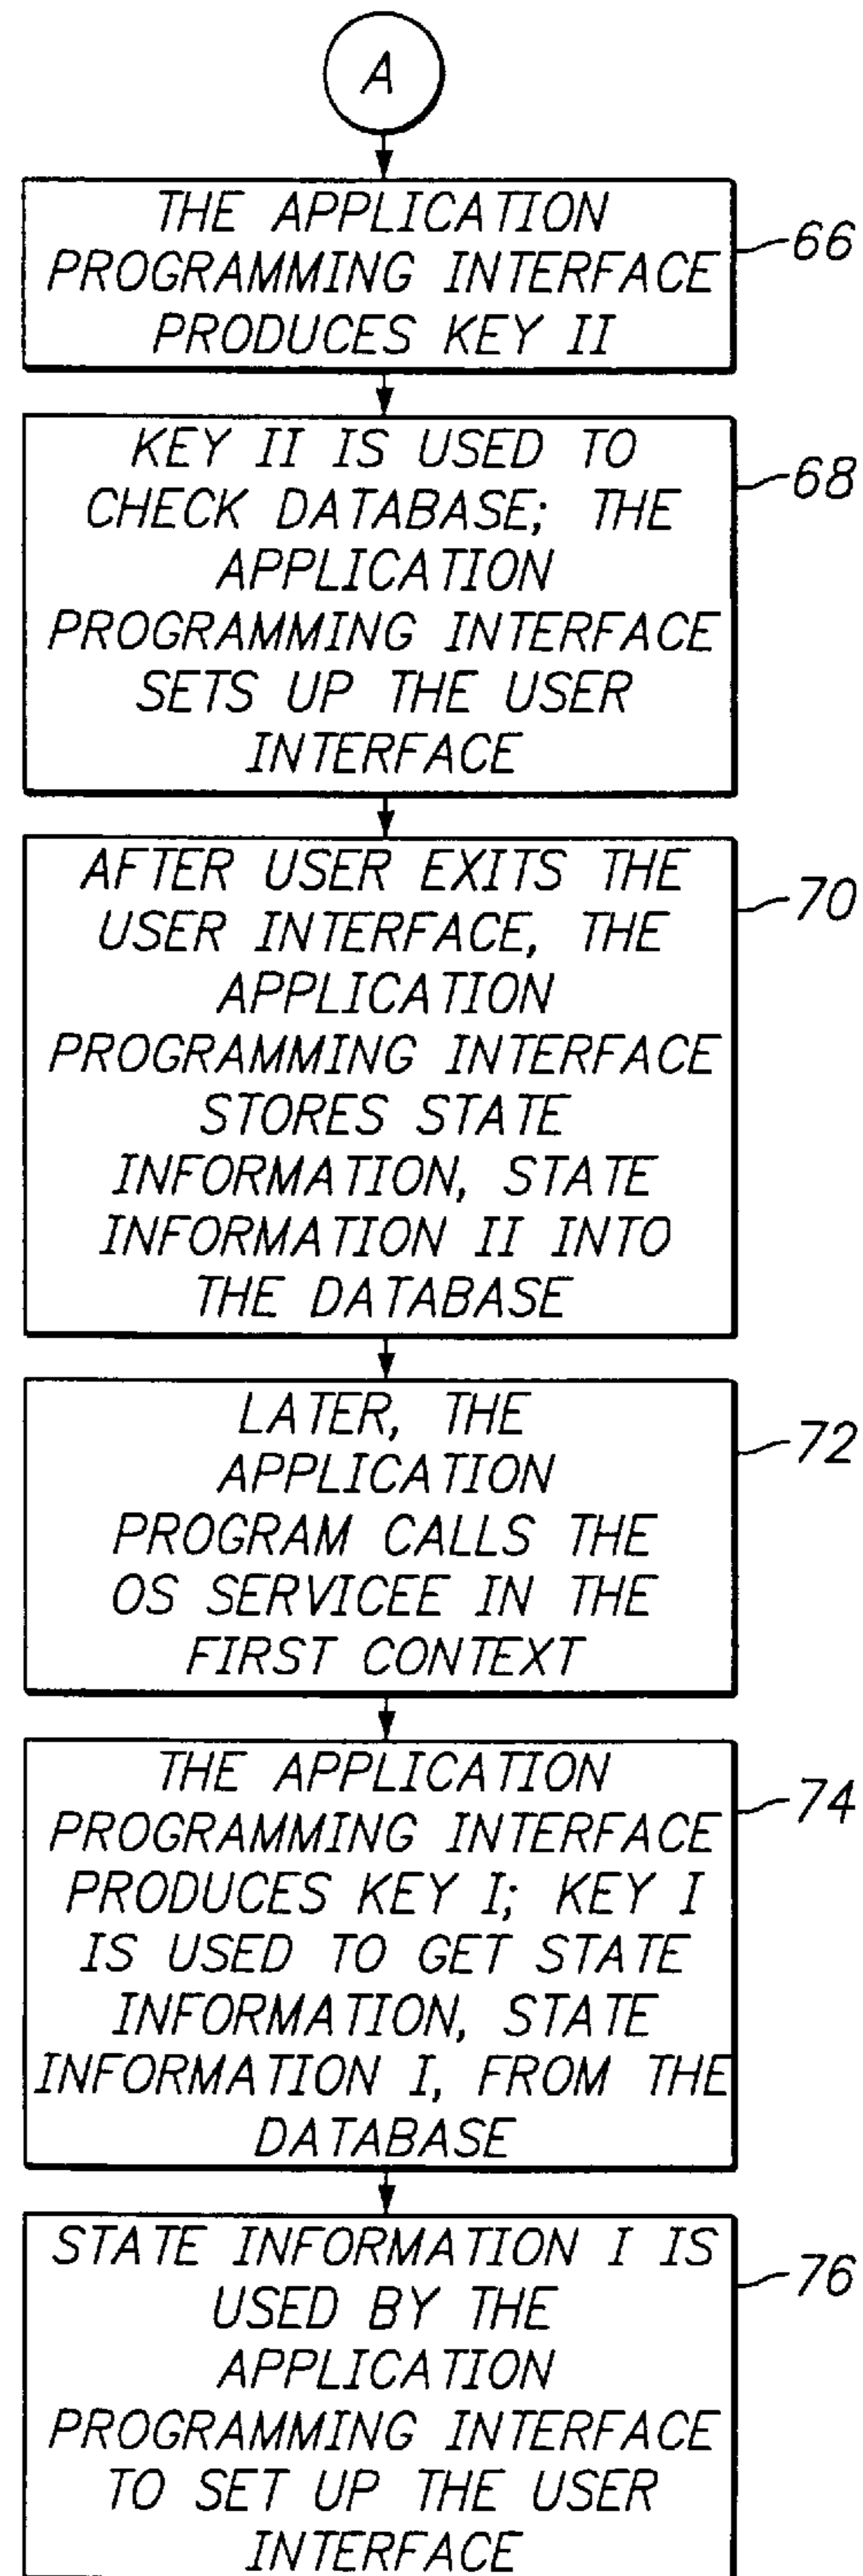 A
THE APPLICATION
PROGRAMMING INTERFACE
PRODUCES KEY II
66
KEY II IS USED TO
CHECK DATABASE; THE
APPLICATION
PROGRAMMING INTERFACE
SETS UP THE USER
INTERFACE
68
AFTER USER EXITS THE
USER INTERFACE, THE
APPLICATION
PROGRAMMING INTERFACE
STORES STATE
INFORMATION, STATE
INFORMATION II INTO
THE DATABASE
70
LATER, THE
APPLICATION
PROGRAM CALLS THE
OS SERVICEE IN THE
FIRST CONTEXT
72
THE APPLICATION
PROGRAMMING INTERFACE
PRODUCES KEY I; KEY I
IS USED TO GET STATE
INFORMATION, STATE
INFORMATION I, FROM THE
DATABASE
74
STATE INFORMATION I IS
USED BY THE
APPLICATION
PROGRAMMING INTERFACE
TO SET UP THE USER
INTERFACE
76